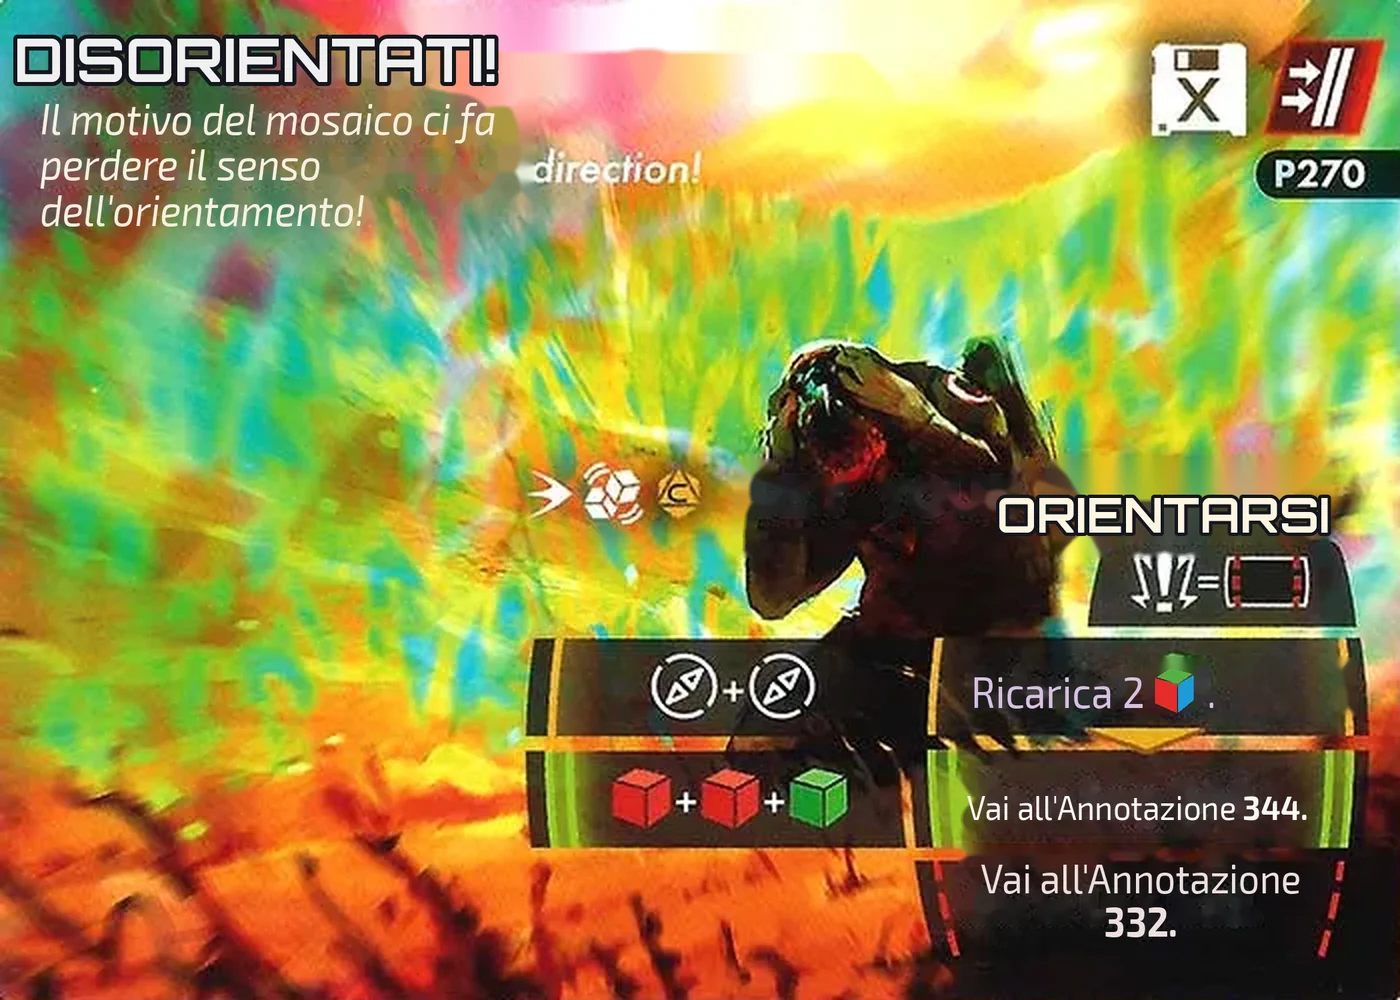 DISORIENTATI!
Il motivo del mosaico ci fa
perdere il senso
direction!
dell'orientamento!
X
P270
C
ORIENTARSI
!=
+
Ricarica 2 .
+ +
Vai all'Annotazione 344.
Vai all'Annotazione
332.